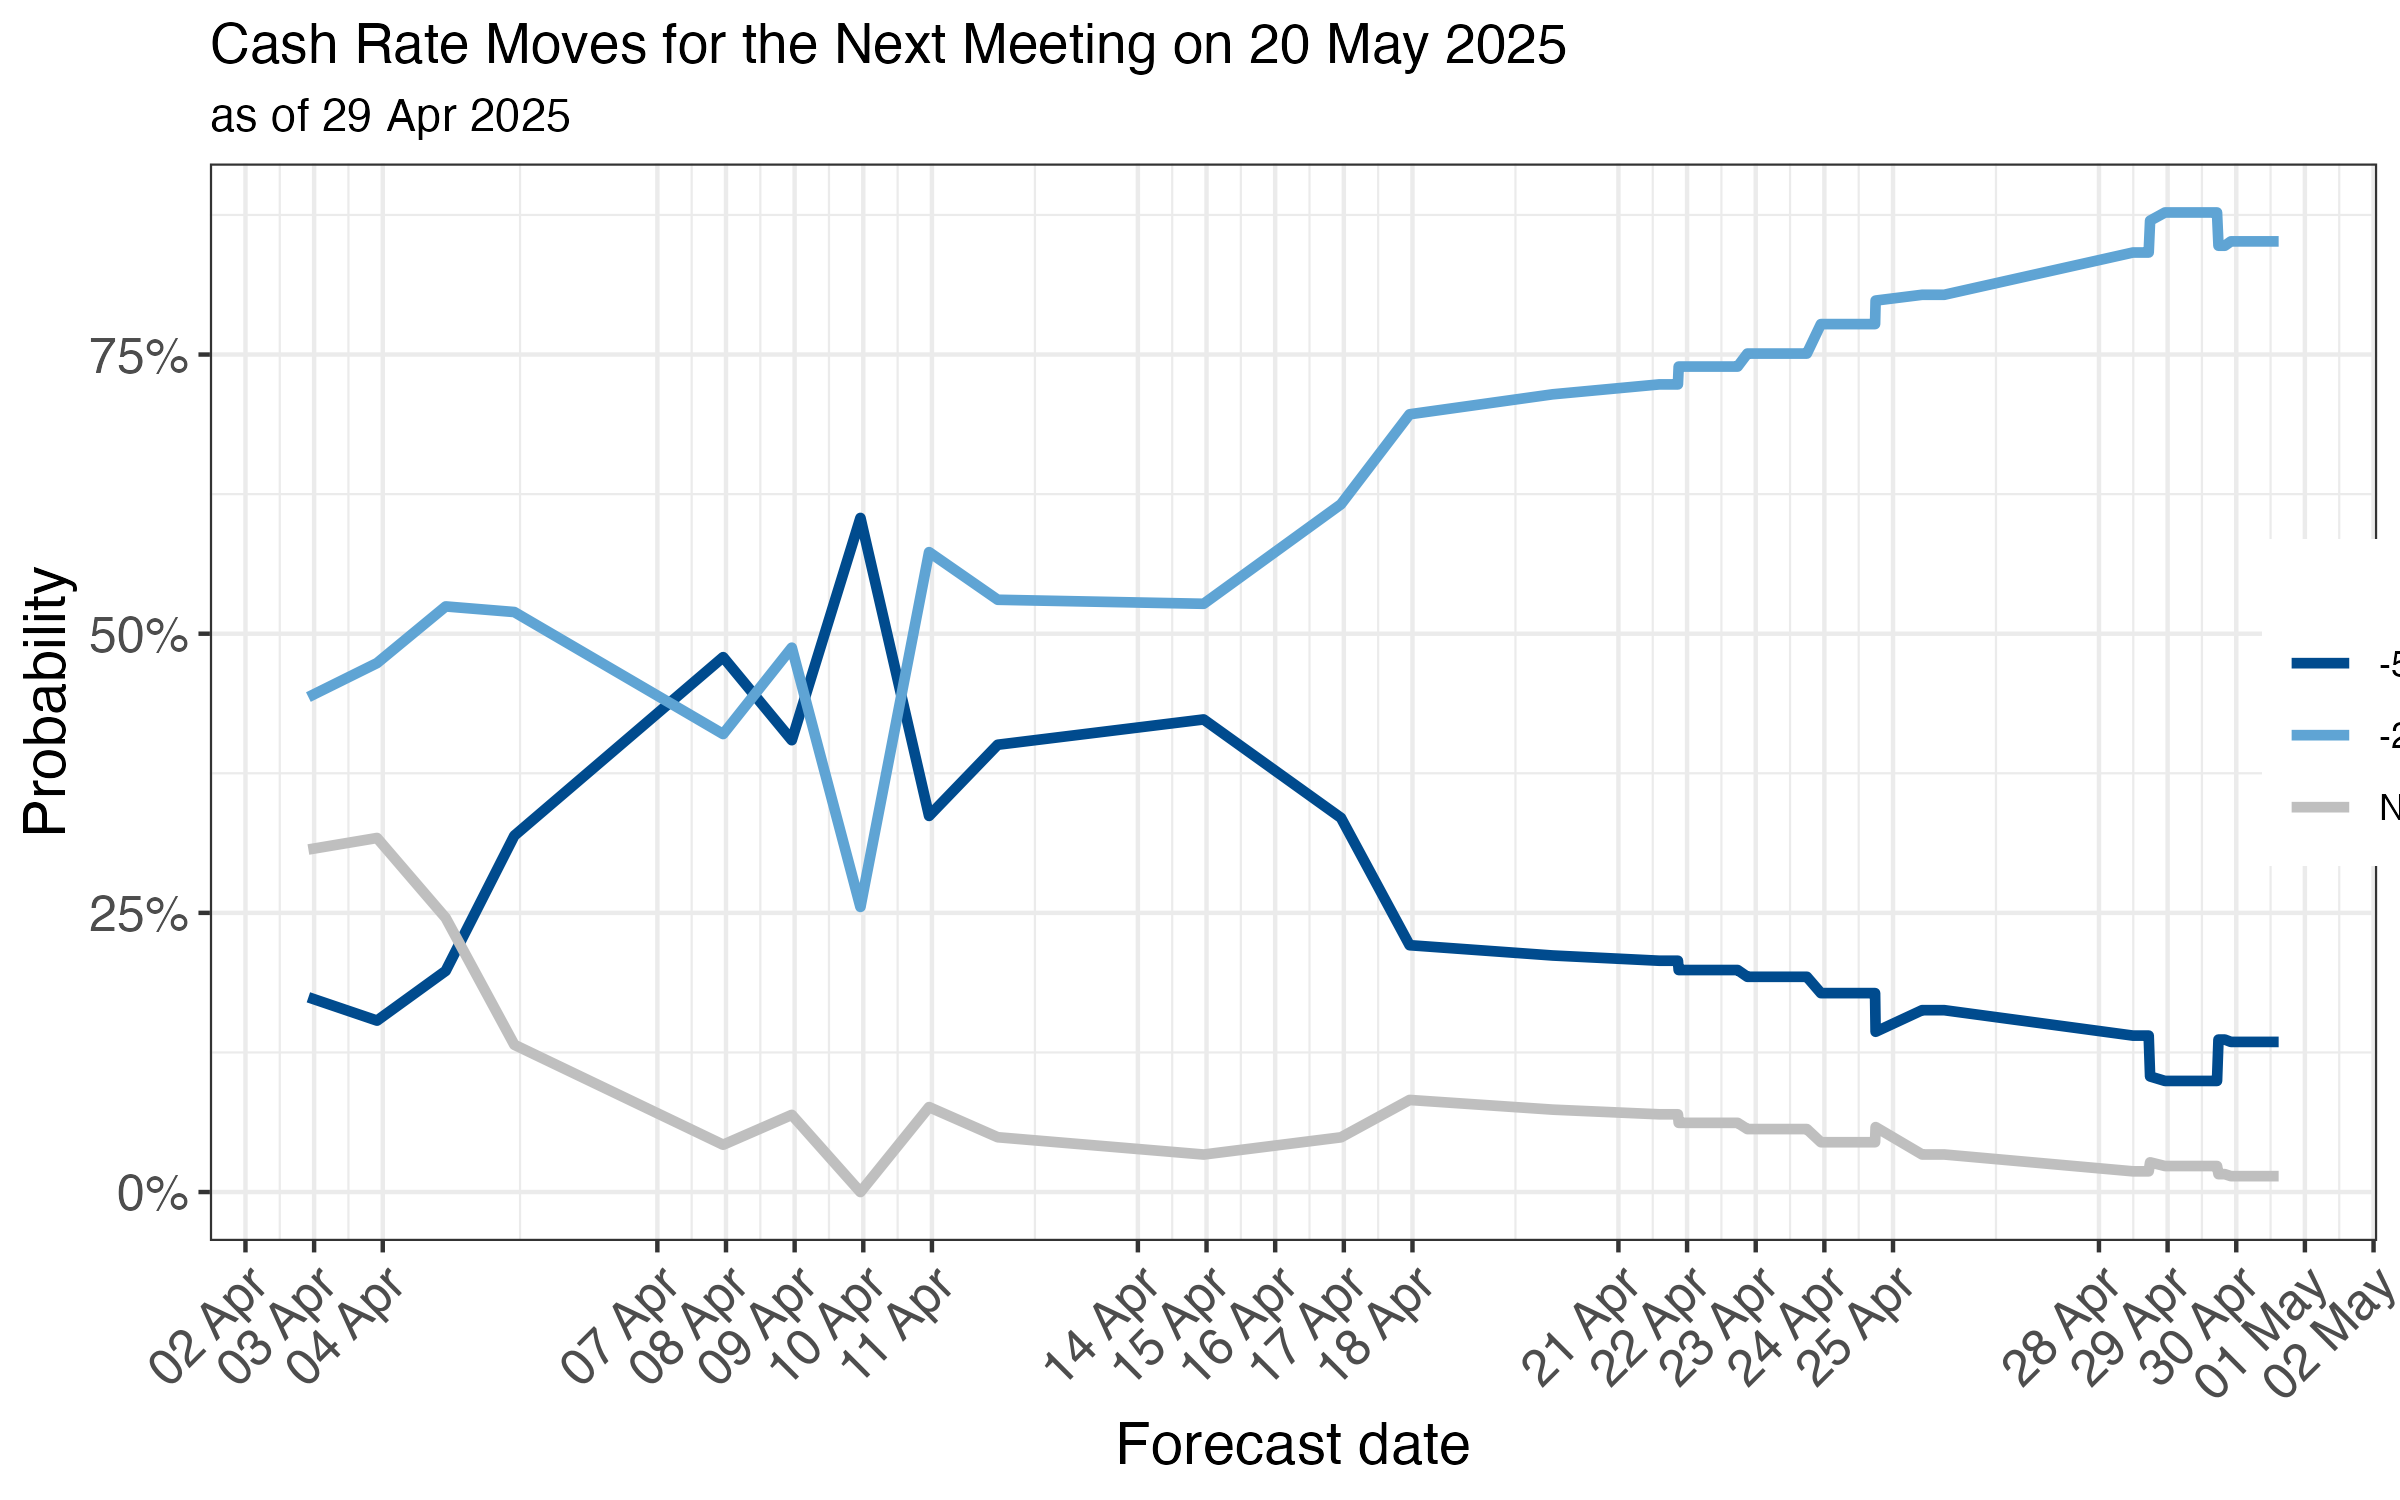 Cash Rate Moves for the Next Meeting on 20 May 2025
as of 29 Apr 2025
Probability
75%
50%
25%
0%
-5
-2
N
02 Apr
03 Apr
04 Apr
07 Apr
08 Apr
09 Apr
10 Apr
11 Apr
14 Apr
15 Apr
16 Apr
17 Apr
18 Apr
21 Apr
22 Apr
23 Apr
24 Apr
25 Apr
28 Apr
29 Apr
30 Apr
01 May
02 May
Forecast date